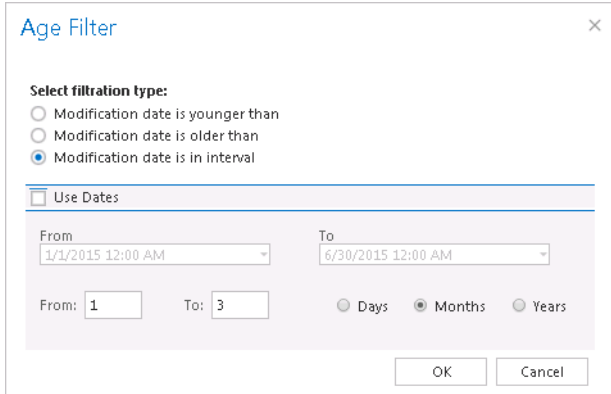 Age Filter
Select filtration type:
Modification date is younger than
Modification date is older than
Modification date is in interval
Use Dates
From To
1/1/2015 12:00 AM 6/30/2015 12:00 AM
From: 1 To: 3 Days Months Years
OK Cancel